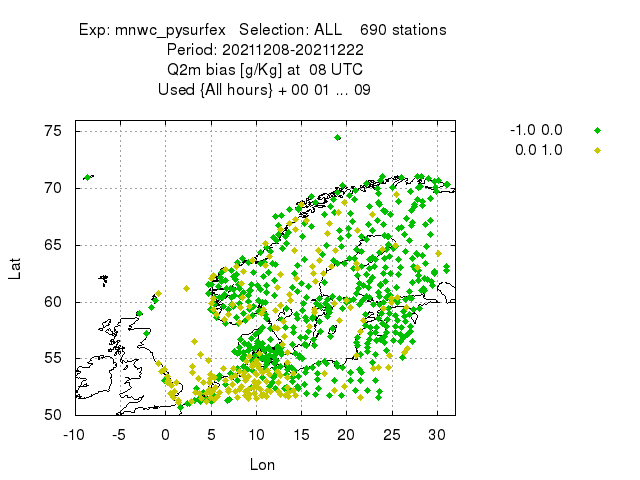 Exp: mnwc_pysurfex   Selection: ALL    690 stations
Period: 20211208-20211222
Q2m bias [g/Kg] at  08 UTC
Used {All hours} + 00 01 ... 09
-1.0 0.0
0.0 1.0
75
70
65
60
55
50
Lat
-10 -5 0 5 10 15 20 25 30
Lon